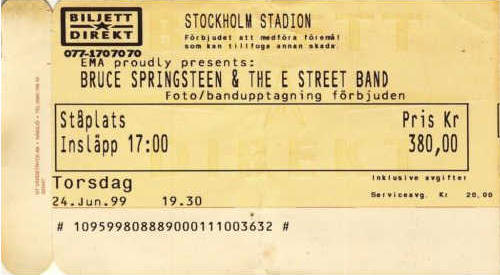 BILJETT
DIREKT
077-1707070
STOCKHOLM STADION
Förbjudet att medföra föremål
som kan tillfoga annan skada.
EMA proudly presents:
BRUCE SPRINGSTEEN & THE E STREET BAND
Foto/bandupptagning förbjuden
Ståplats Pris Kr
Insläpp 17:00 380,00
Torsdag inklusive avgifter
24.Jun.99 19.30 Serviceavg. Kr 20,00
# 1095998088890001110036​32 #